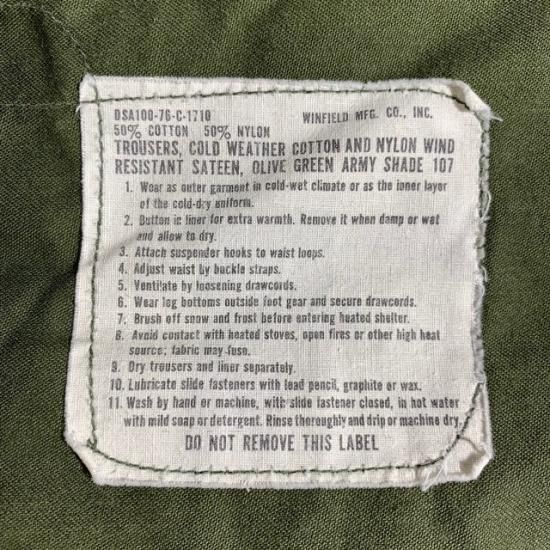 DSA100-76-C-1710 WINFIELD MFG. CO., INC.
50% COTTON 50% NYLON
TROUSERS, COLD WEATHER COTTON AND NYLON WIND
RESISTANT SATEEN, OLIVE GREEN ARMY SHADE 107
1. Wear as outer garment in cold-wet climate or as the inner layer
of the cold-dry uniform.
2. Button in liner for extra warmth. Remove it when damp or wet
and allow to dry.
3. Attach suspender hooks to waist loops.
4. Adjust waist by buckle straps.
5. Ventilate by loosening drawcords.
6. Wear leg bottoms outside foot gear and secure drawcords.
7. Brush off snow and frost before entering heated shelter.
8. Avoid contact with heated stoves, open fires or other high heat
source; fabric may fuse.
9. Dry trousers and liner separately.
10. Lubricate slide fasteners with lead pencil, graphite or wax.
11. Wash by hand or machine, with slide fastener closed, in hot water
with mild soap or detergent. Rinse thoroughly and drip or machine dry.
DO NOT REMOVE THIS LABEL